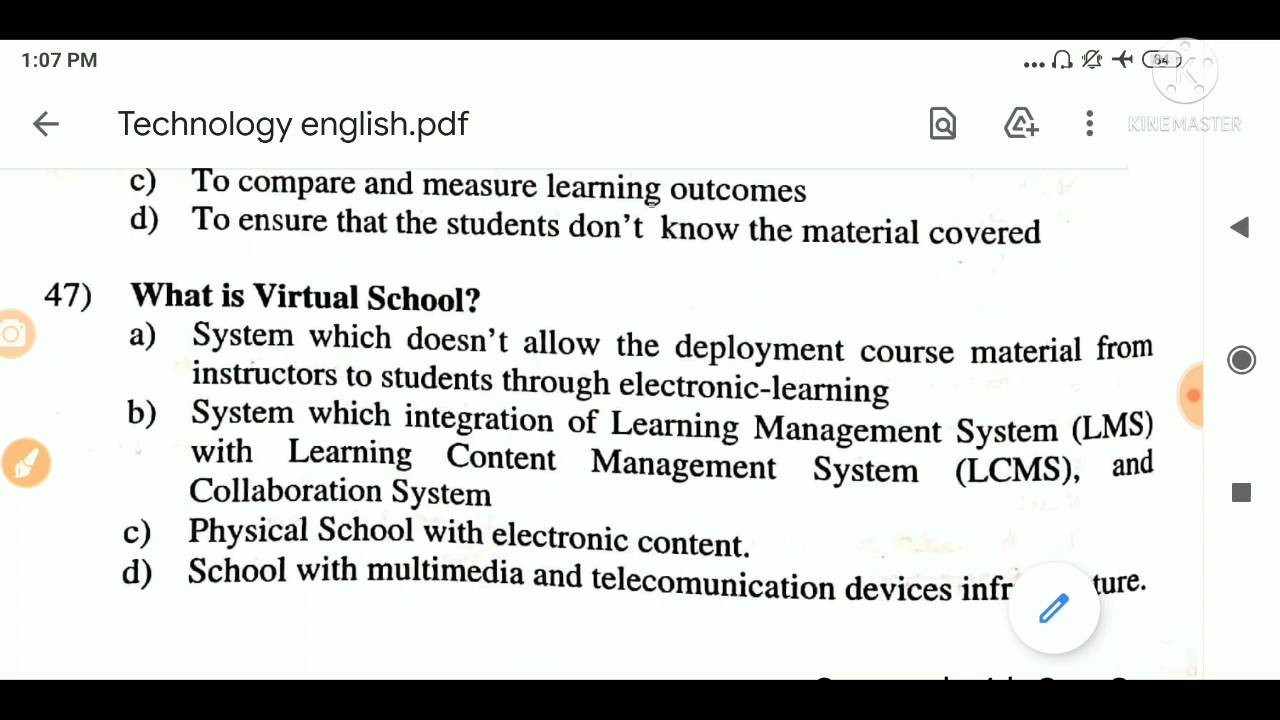 1:07 PM
... 84
Technology english.pdf
KINEMASTER
c) To compare and measure learning outcomes
d) To ensure that the students don't know the material covered
47) What is Virtual School?
a) System which doesn't allow the deployment course material from
instructors to students through electronic-learning
b) System which integration of Learning Management System (LMS)
with Learning Content Management System (LCMS), and
Collaboration System
c) Physical School with electronic content.
d) School with multimedia and telecomunication devices infr ture.